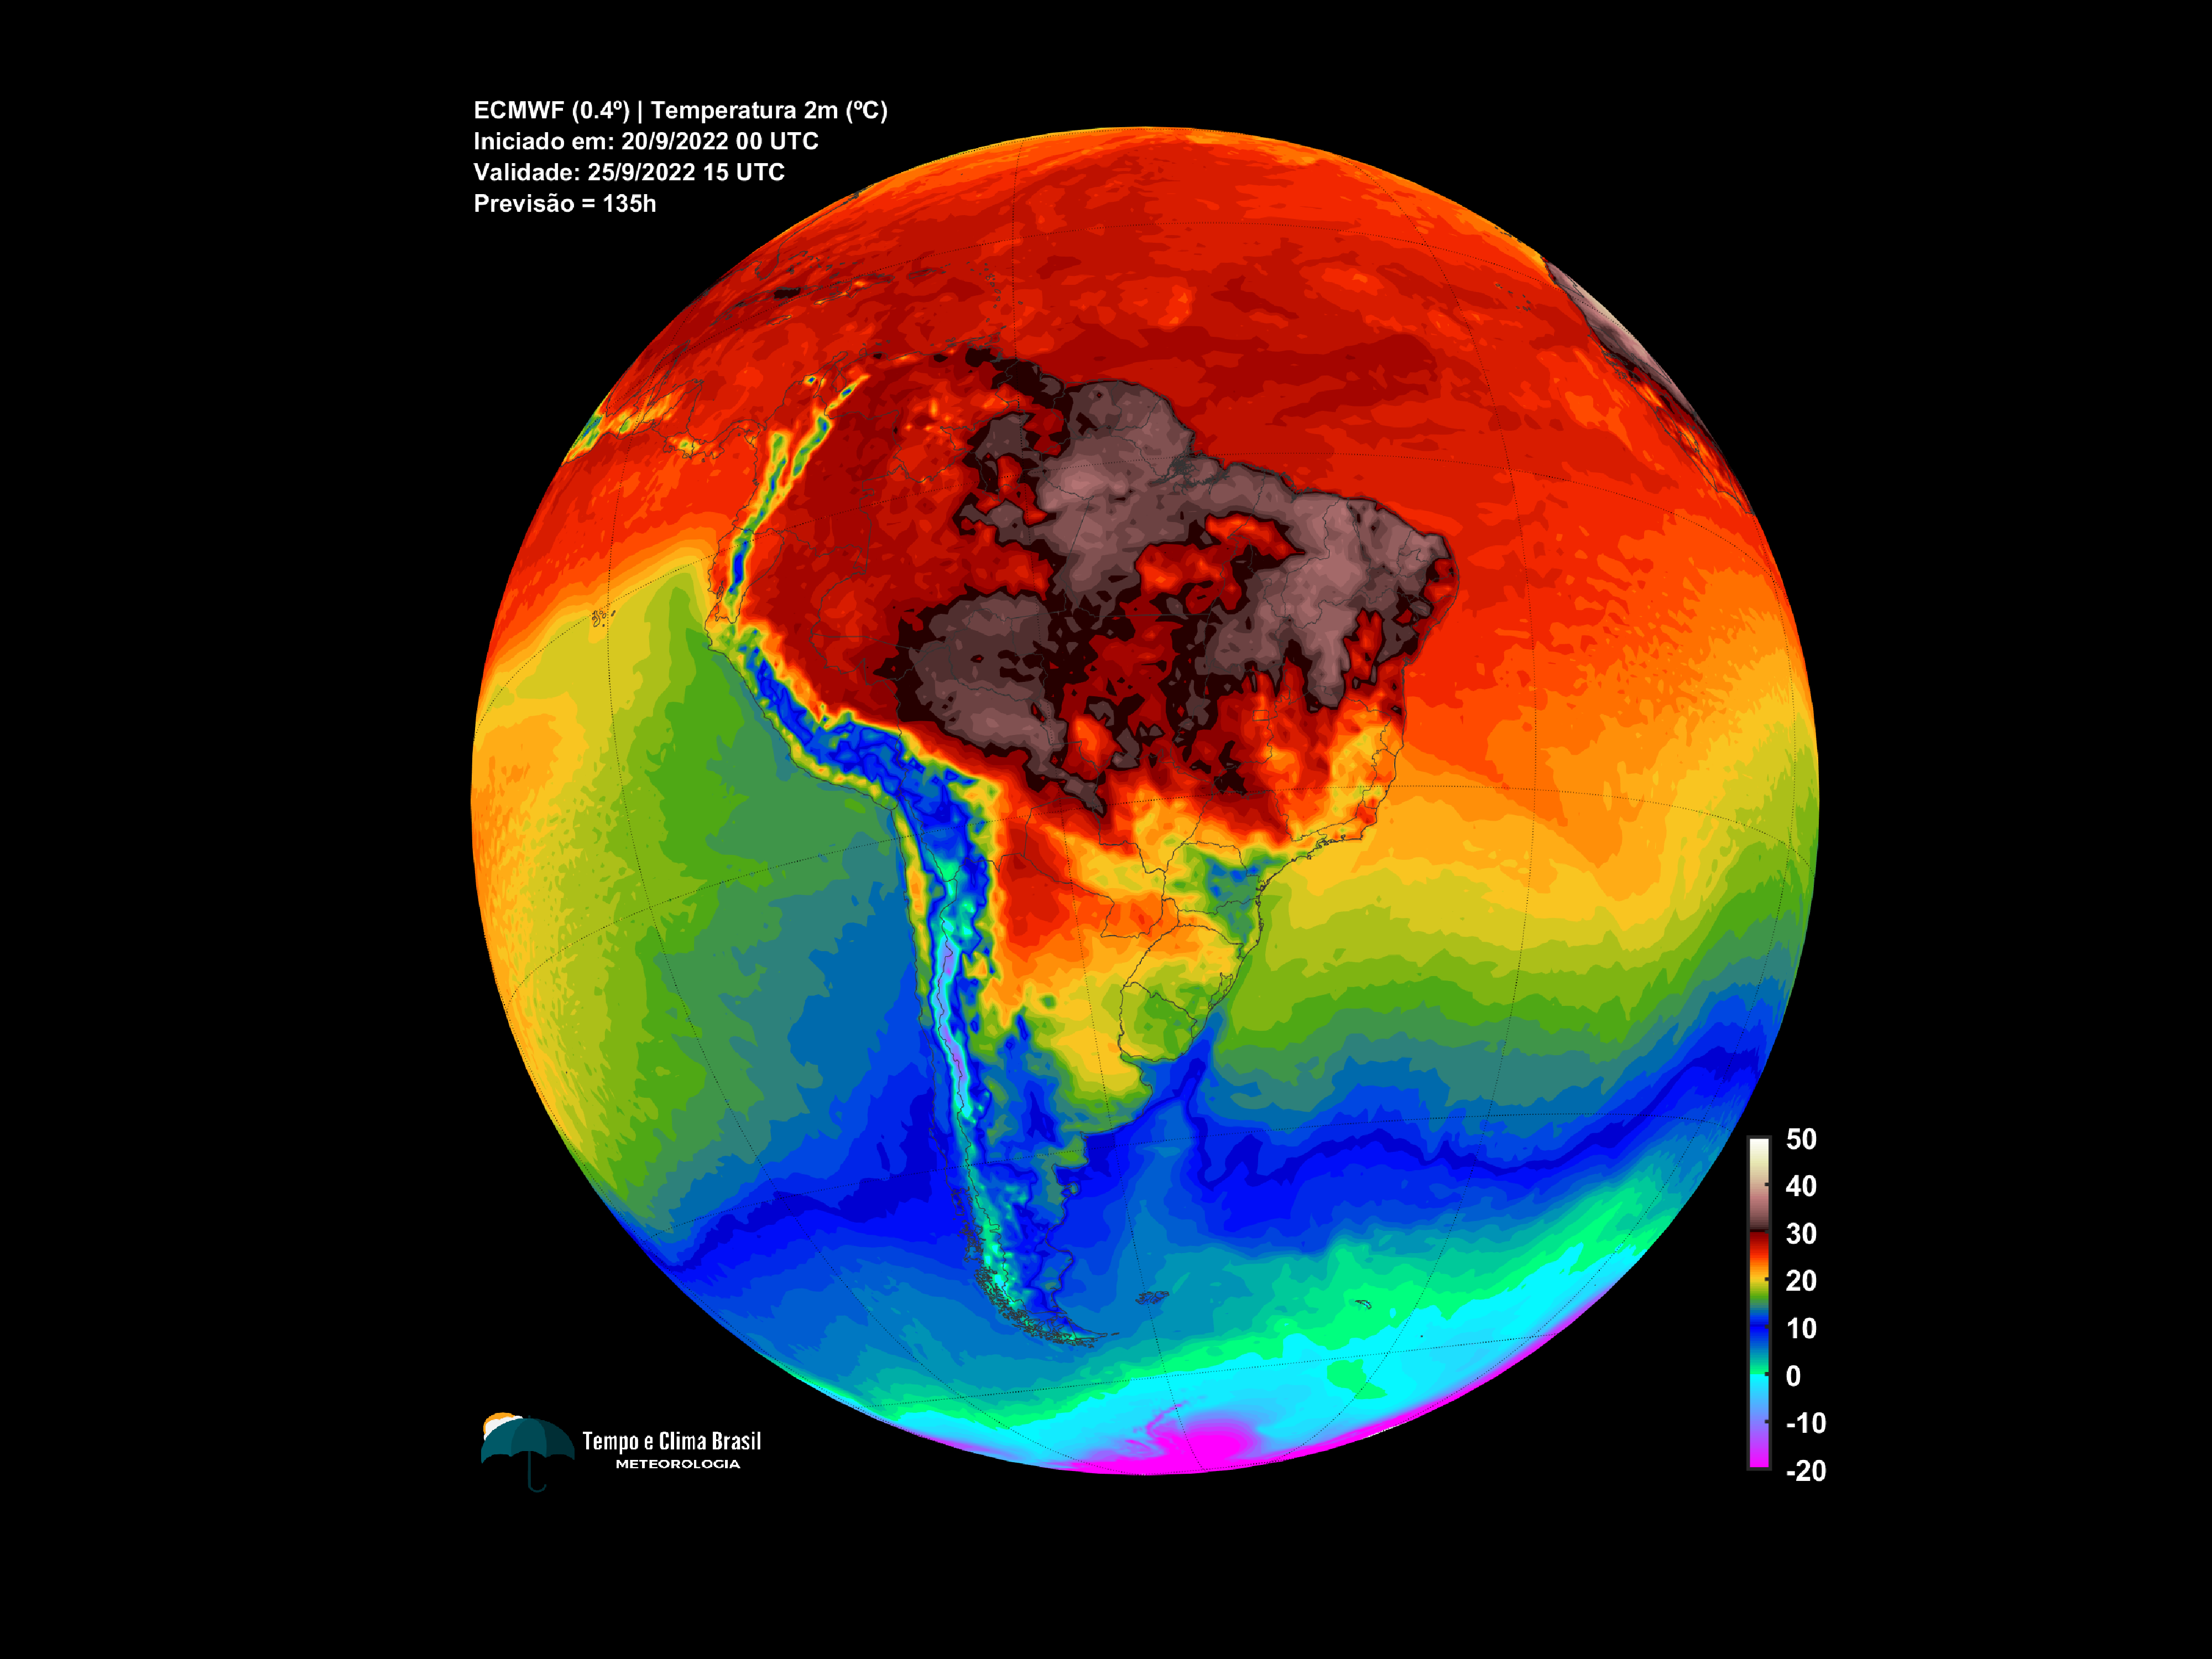 ECMWF (0.4º) | Temperatura 2m (ºC)
Iniciado em: 20/9/2022 00 UTC
Validade: 25/9/2022 15 UTC
Previsão = 135h
50
40
30
20
10
0
-10
-20
Tempo e Clima Brasil
METEOROLOGIA